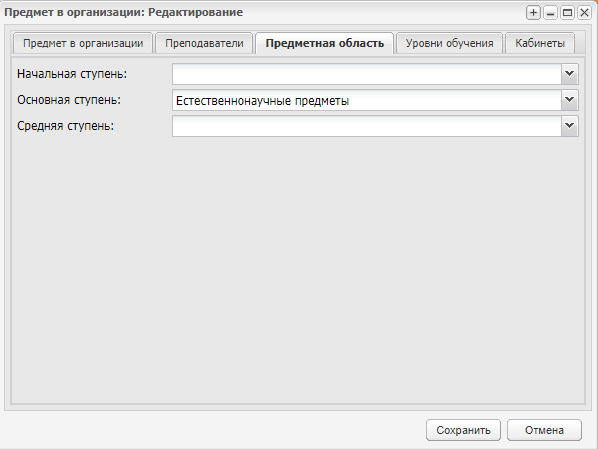 Предмет в организации: Редактирование
Предмет в организации Преподаватели Предметная область Уровни обучения Кабинеты
Начальная ступень:
Основная ступень: Естественнонаучные предметы
Средняя ступень:
Сохранить Отмена